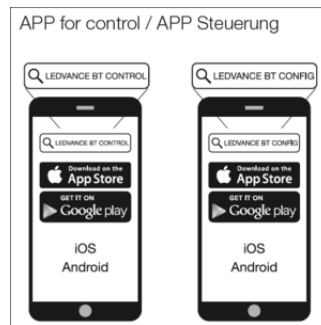 APP for control / APP Steuerung
LEDVANCE BT CONTROL
LEDVANCE BT CONTROL
Download on the
App Store
GET IT ON
Google play
iOS
Android
LEDVANCE BT CONFIG
LEDVANCE BT CONFIG
Download on the
App Store
GET IT ON
Google play
iOS
Android